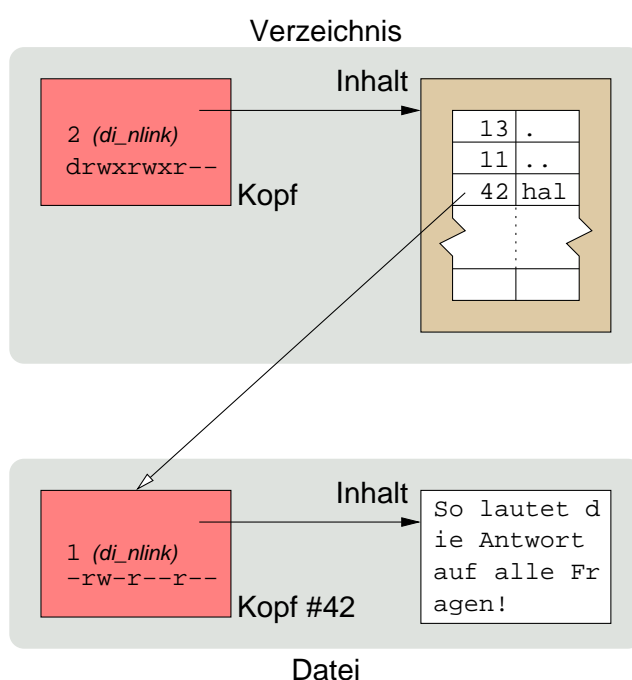 Verzeichnis
Inhalt
2 (di_nlink)
drwxrwxr--
Kopf
13 .
11 ..
42 hal
Inhalt
1 (di_nlink)
-rw-r--r--
Kopf #42
So lautet d
ie Antwort
auf alle Fr
agen!
Datei